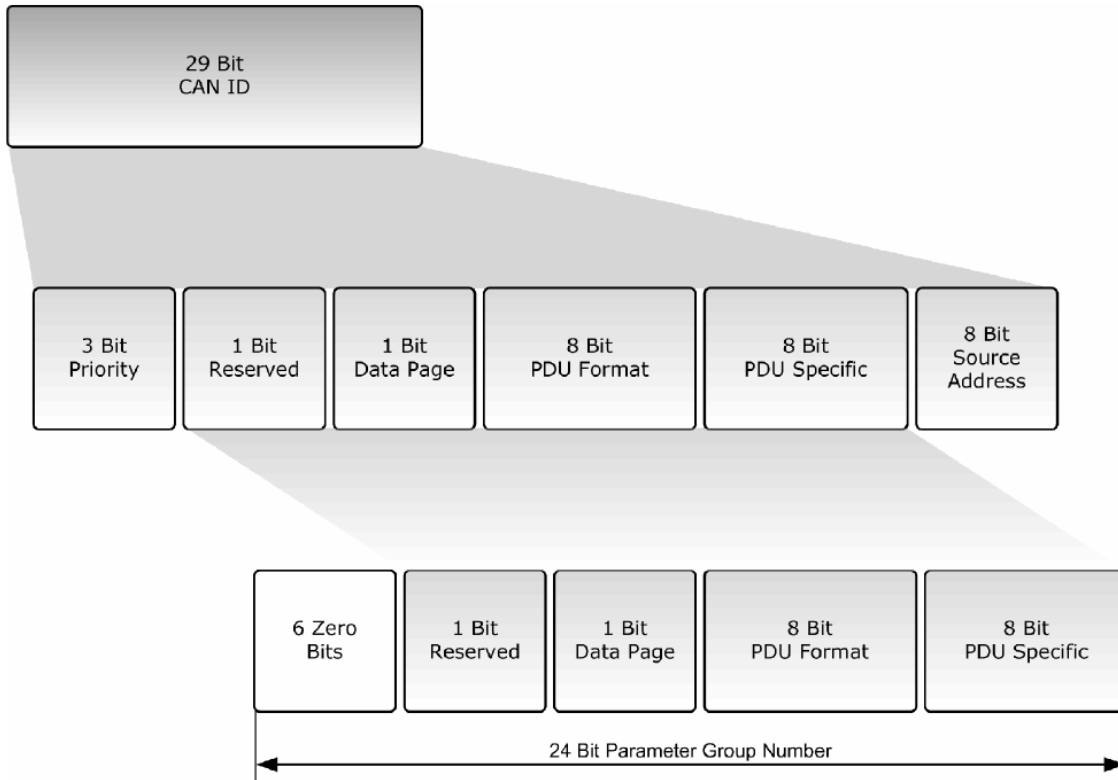 29 Bit
CAN ID
3 Bit
Priority
1 Bit
Reserved
1 Bit
Data Page
8 Bit
PDU Format
8 Bit
PDU Specific
8 Bit
Source
Address
6 Zero
Bits
1 Bit
Reserved
1 Bit
Data Page
8 Bit
PDU Format
8 Bit
PDU Specific
24 Bit Parameter Group Number